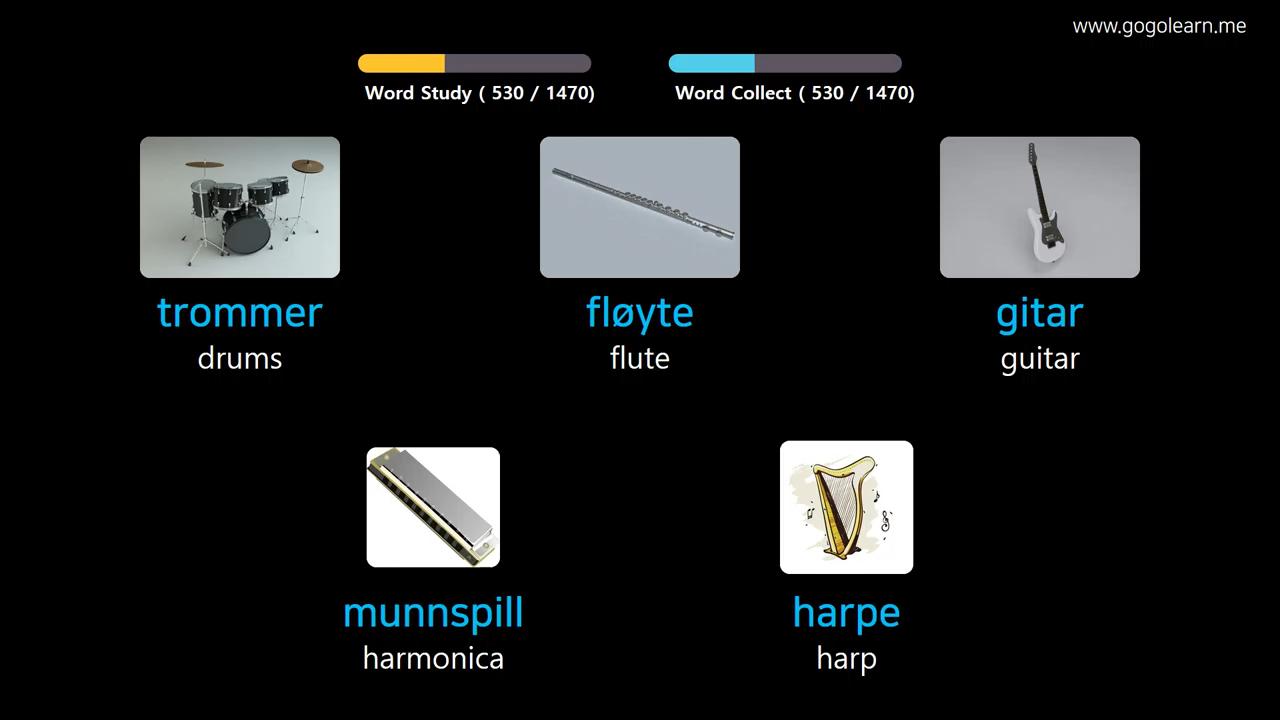 www.gogolearn.me
Word Study ( 530 / 1470)
Word Collect ( 530 / 1470)
trommer
drums
fløyte
flute
gitar
guitar
munnspill
harmonica
harpe
harp